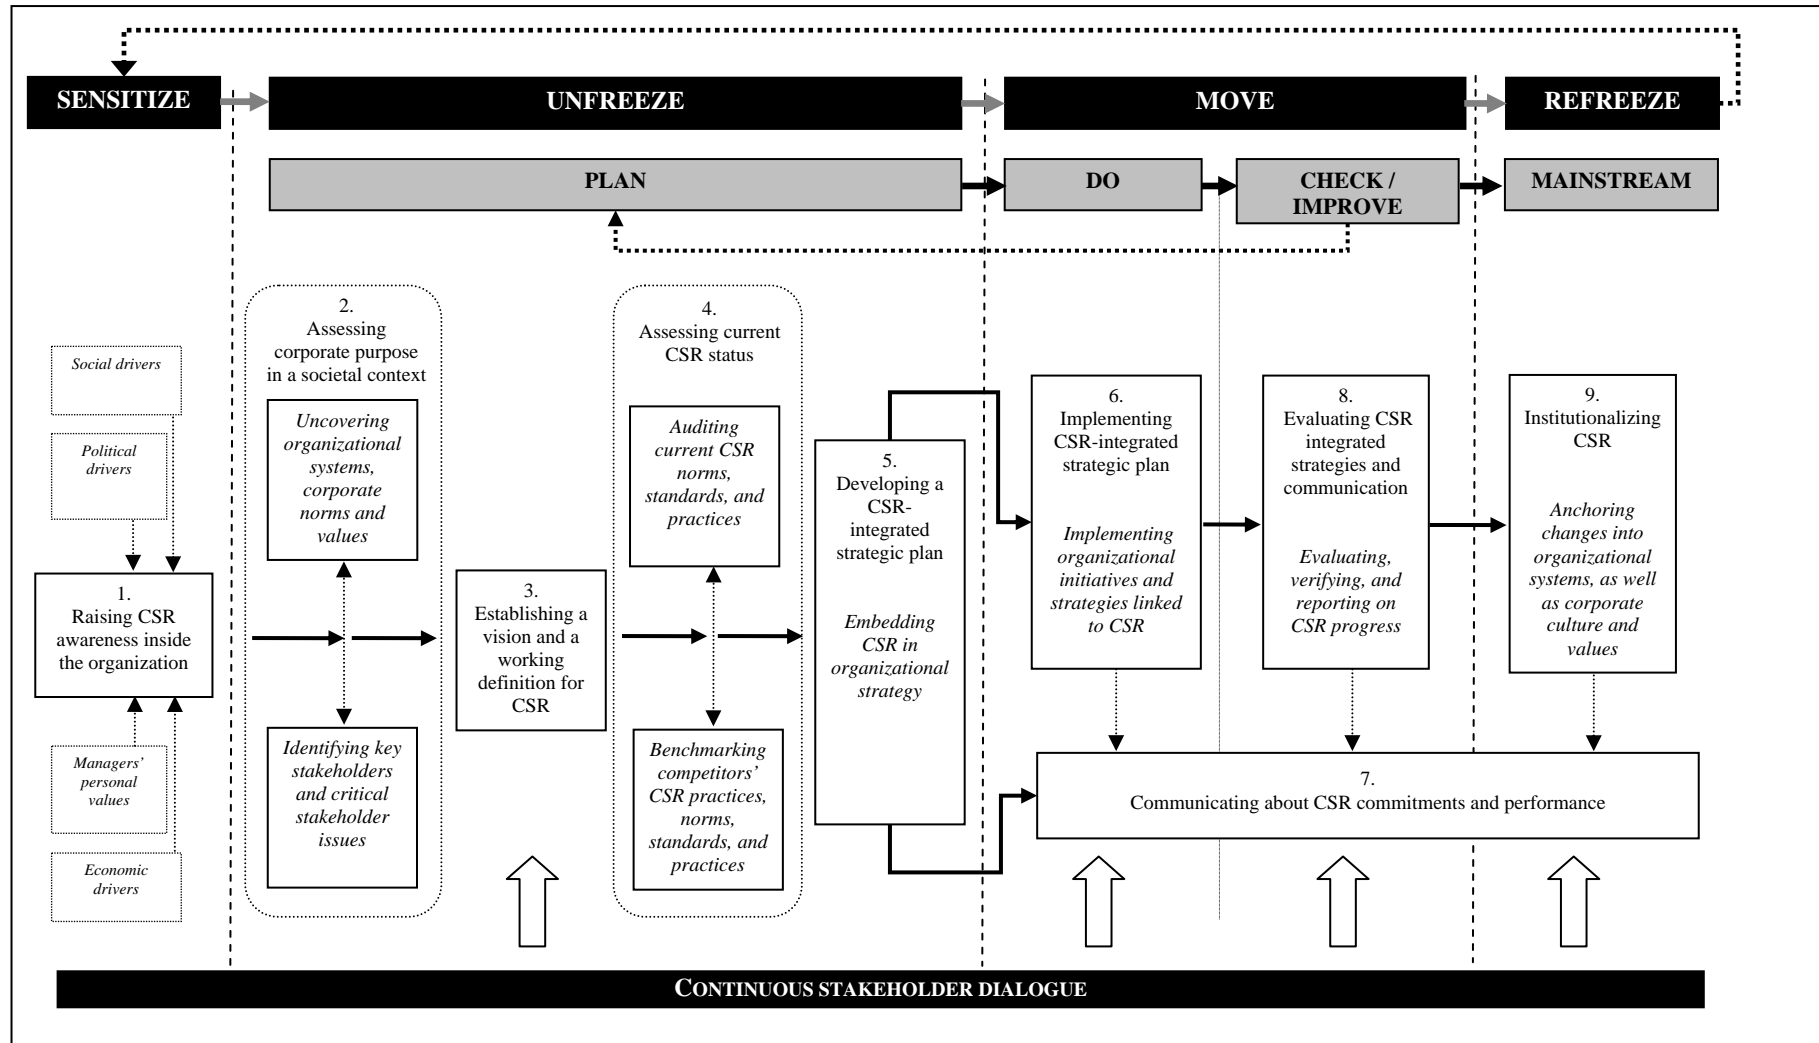 SENSITIZE
UNFREEZE
MOVE
REFREEZE
PLAN
DO
CHECK /
IMPROVE
MAINSTREAM
Social drivers
Political
drivers
1.
Raising CSR
awareness inside
the organization
Managers’
personal
values
Economic
drivers
2.
Assessing
corporate purpose
in a societal context
Uncovering
organizational
systems,
corporate
norms and
values
Identifying key
stakeholders
and critical
stakeholder
issues
3.
Establishing a
vision and a
working
definition for
CSR
4.
Assessing current
CSR status
Auditing
current CSR
norms,
standards, and
practices
Benchmarking
competitors’
CSR practices,
norms,
standards, and
practices
5.
Developing a
CSR-
integrated
strategic plan
Embedding
CSR in
organizational
strategy
6.
Implementing
CSR-integrated
strategic plan
Implementing
organizational
initiatives and
strategies linked
to CSR
8.
Evaluating CSR
integrated
strategies and
communication
Evaluating,
verifying, and
reporting on
CSR progress
9.
Institutionalizing
CSR
Anchoring
changes into
organizational
systems, as well
as corporate
culture and
values
7.
Communicating about CSR commitments and performance
CONTINUOUS STAKEHOLDER DIALOGUE